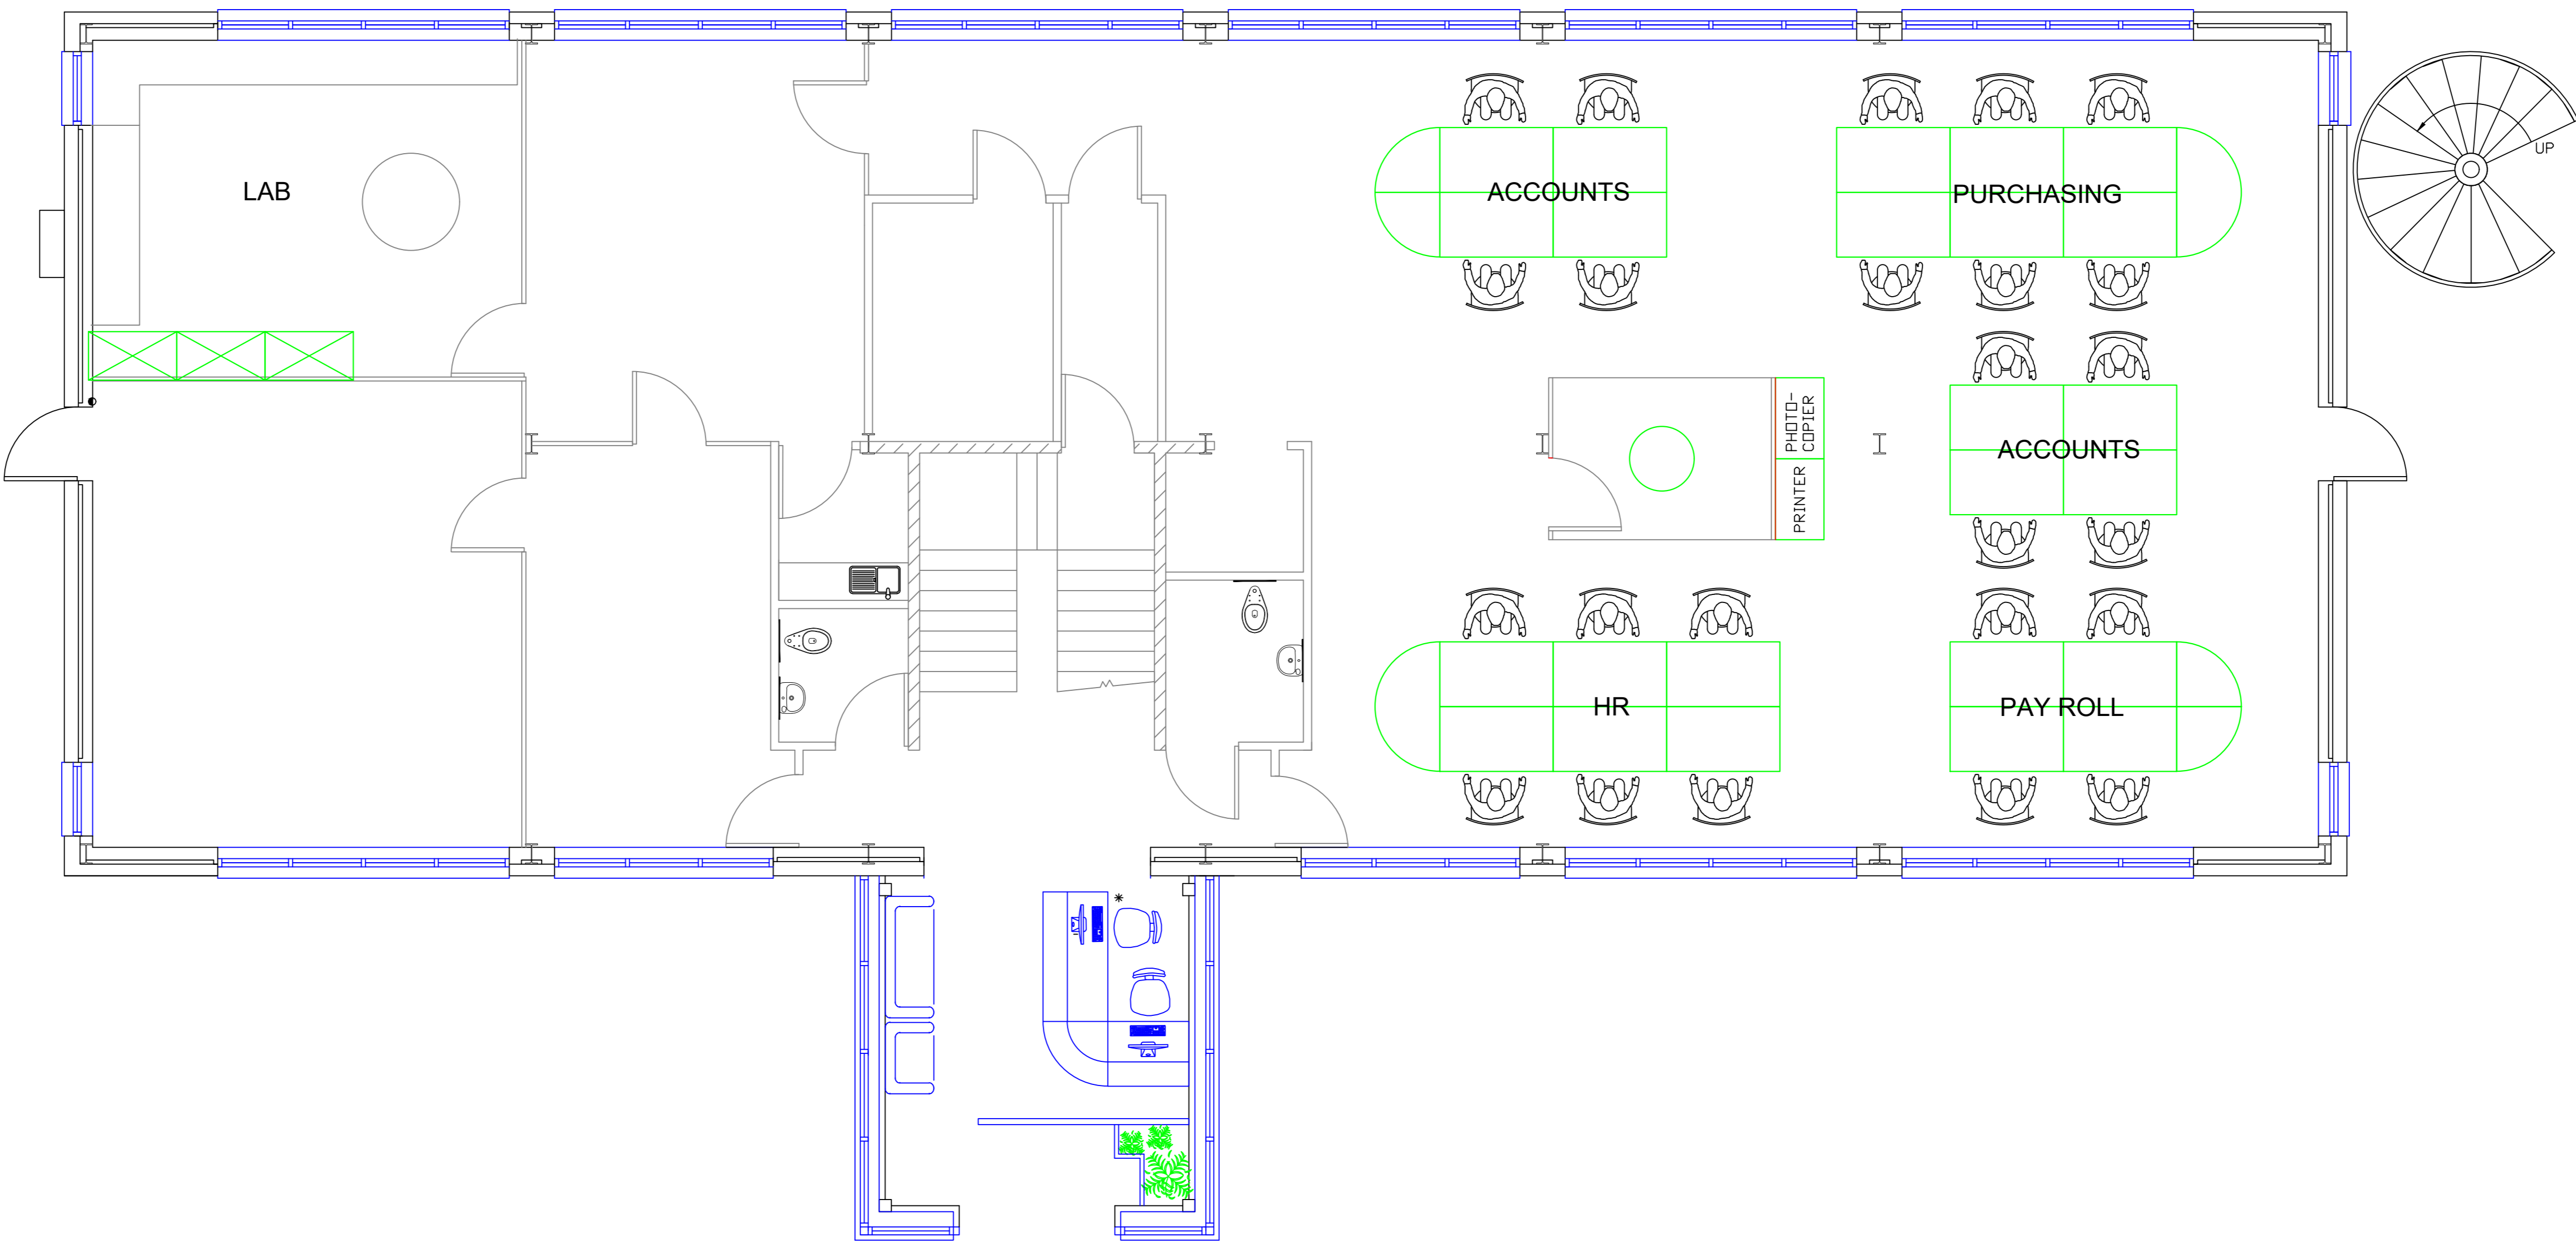 LAB
ACCOUNTS
PURCHASING
UP
PHOTO-
COPIER
PRINTER
ACCOUNTS
HR
PAY ROLL